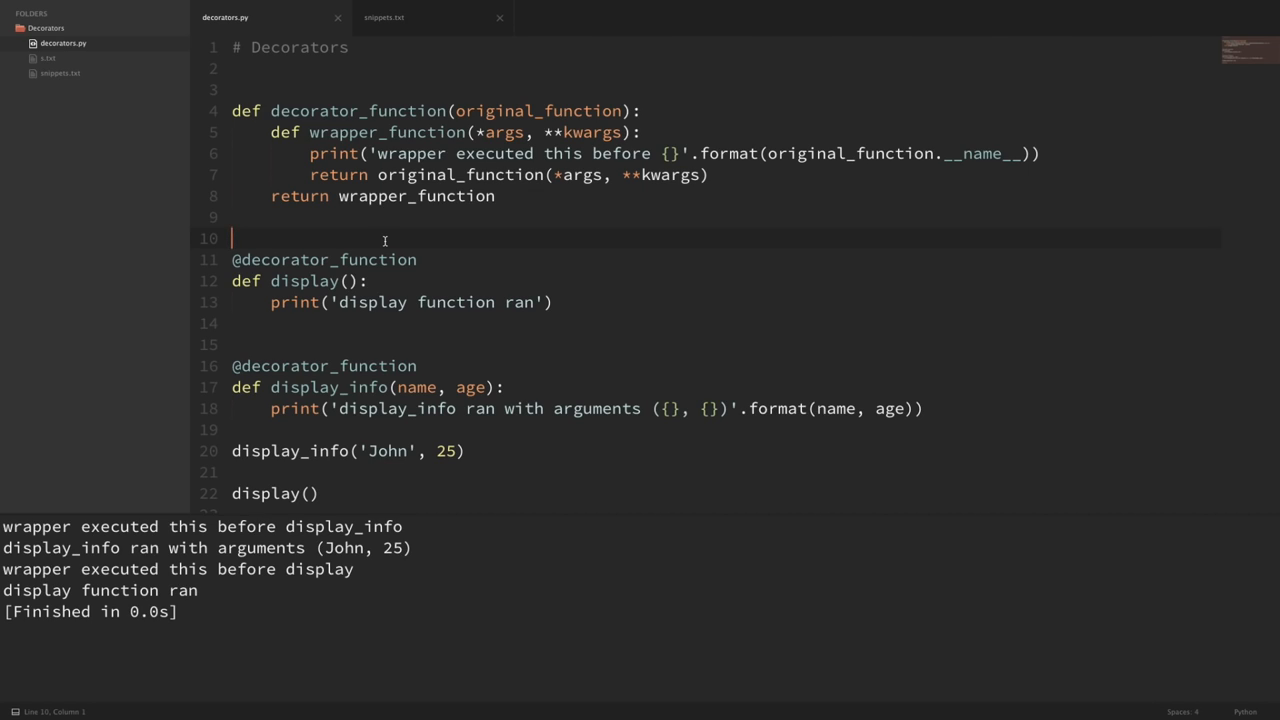 FOLDERS
Decorators
decorators.py
s.txt
snippets.txt
decorators.py
snippets.txt
1 # Decorators
2
3
4 def decorator_function(original_function):
5     def wrapper_function(*args, **kwargs):
6         print('wrapper executed this before {}'.format(original_function.__name__))
7         return original_function(*args, **kwargs)
8     return wrapper_function
9
10
11 @decorator_function
12 def display():
13     print('display function ran')
14
15
16 @decorator_function
17 def display_info(name, age):
18     print('display_info ran with arguments ({}, {})'.format(name, age))
19
20 display_info('John', 25)
21
22 display()
wrapper executed this before display_info
display_info ran with arguments (John, 25)
wrapper executed this before display
display function ran
[Finished in 0.0s]
Line 10, Column 1
Spaces: 4
Python